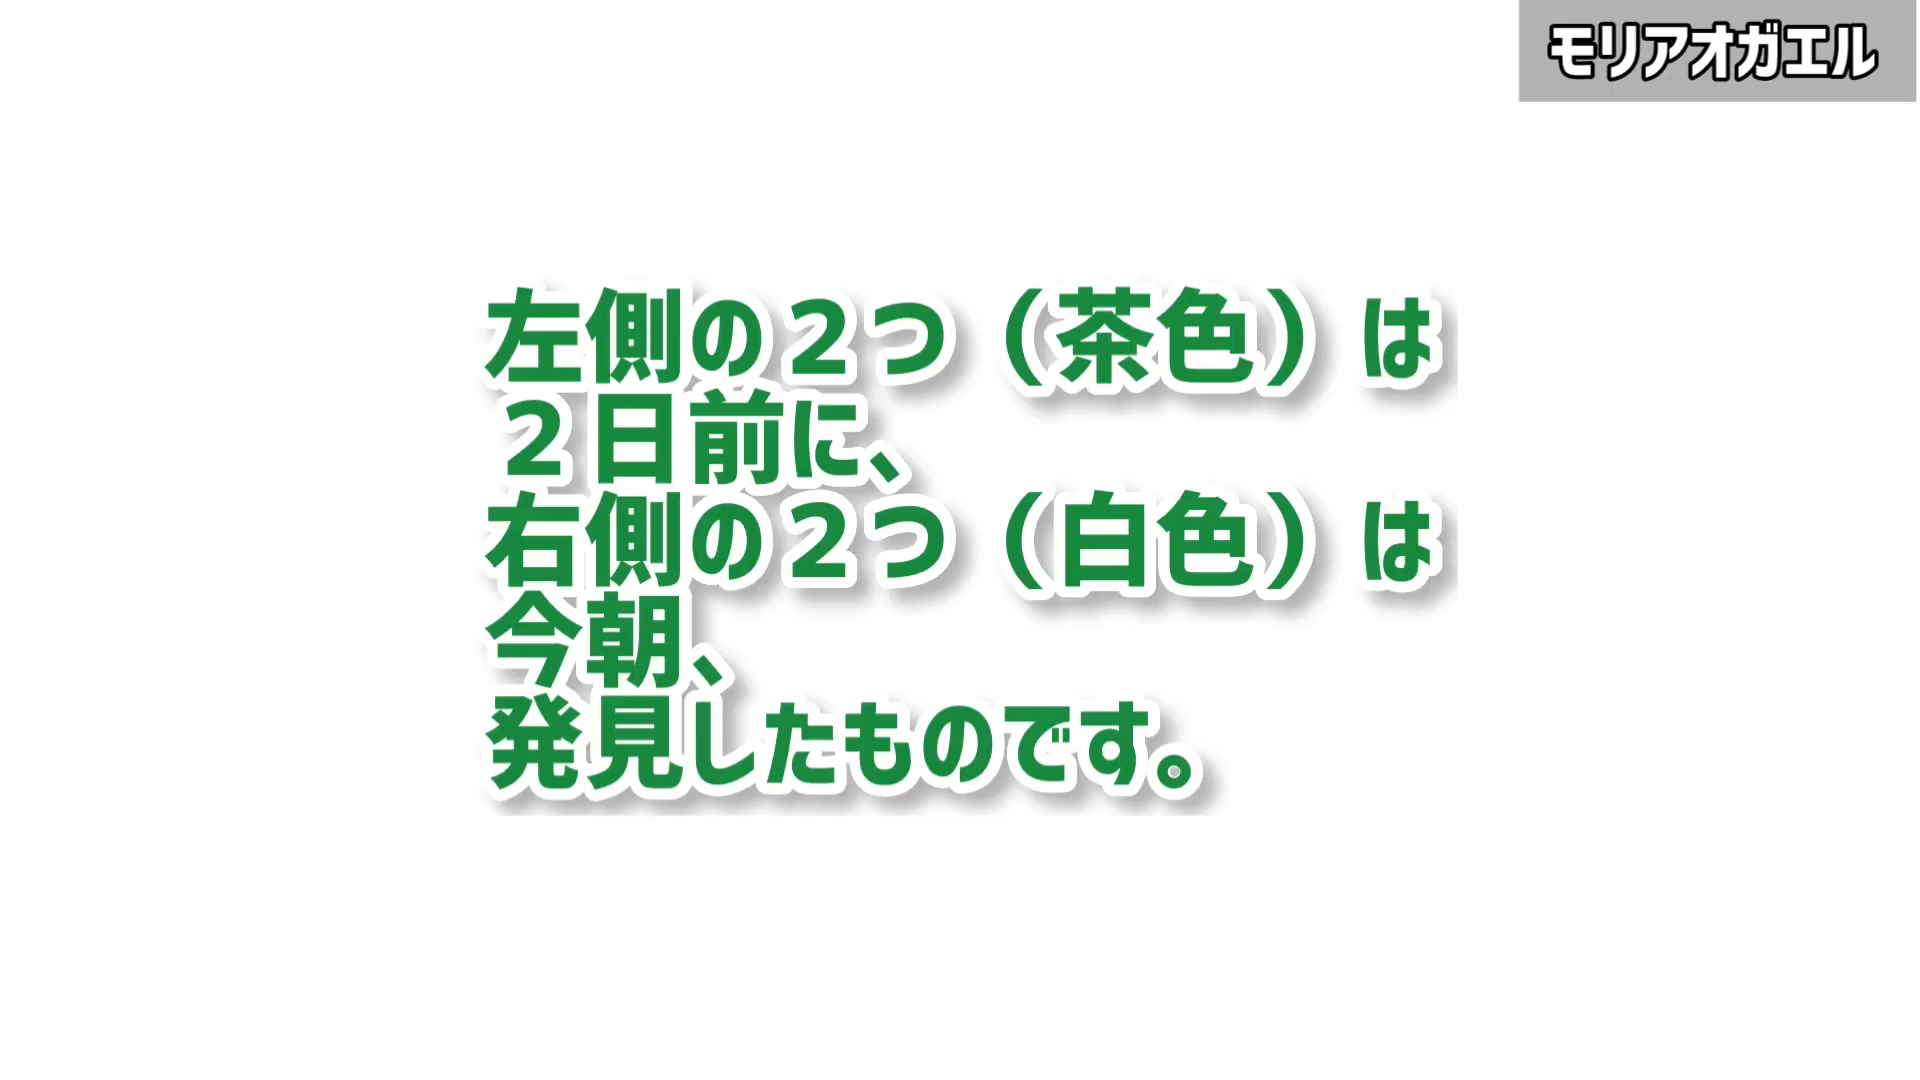 モリアオガエル
左側の２つ（茶色）は
２日前に、
右側の２つ（白色）は
今朝、
発見したものです。